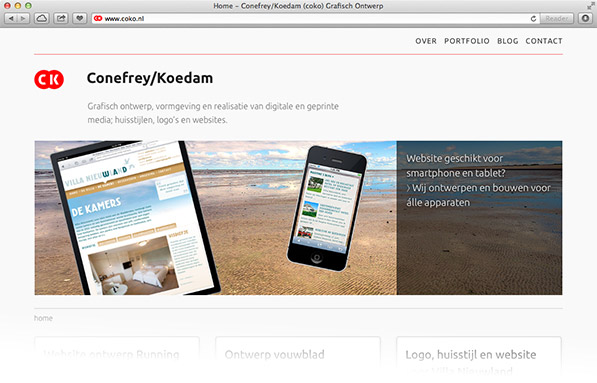 Home – Conefrey/Koedam (coko) Grafisch Ontwerp
www.coko.nl
Reader
OVER PORTFOLIO BLOG CONTACT
CK
Conefrey/Koedam
Grafisch ontwerp, vormgeving en realisatie van digitale en geprinte
media; huisstijlen, logo's en websites.
VILLA NIEUWLAND
DE KAMERS
Website geschikt voor
smartphone en tablet?
› Wij ontwerpen en bouwen voor
álle apparaten
home
Website ontwerp Running
Ontwerp vouwblad
Logo, huisstijl en website